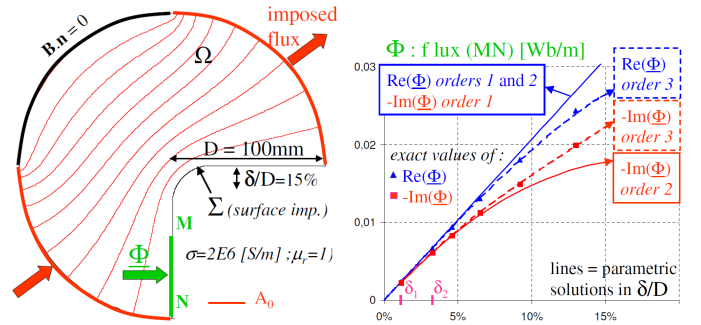 imposed
flux
B.n = 0
Ω
D = 100mm
δ/D=15%
Σ (surface imp.)
M
σ=2E6 [S/m] ;μr=1)
Φ
N
A0
Φ : f lux (MN) [Wb/m]
0,03
0,02
0,01
0
Re(Φ) orders 1 and 2
-Im(Φ) order 1
Re(Φ)
order 3
-Im(Φ)
order 3
-Im(Φ)
order 2
exact values of :
Re(Φ)
-Im(Φ)
lines = parametric
solutions in δ/D
δ1
δ2
0%
5%
10%
15%